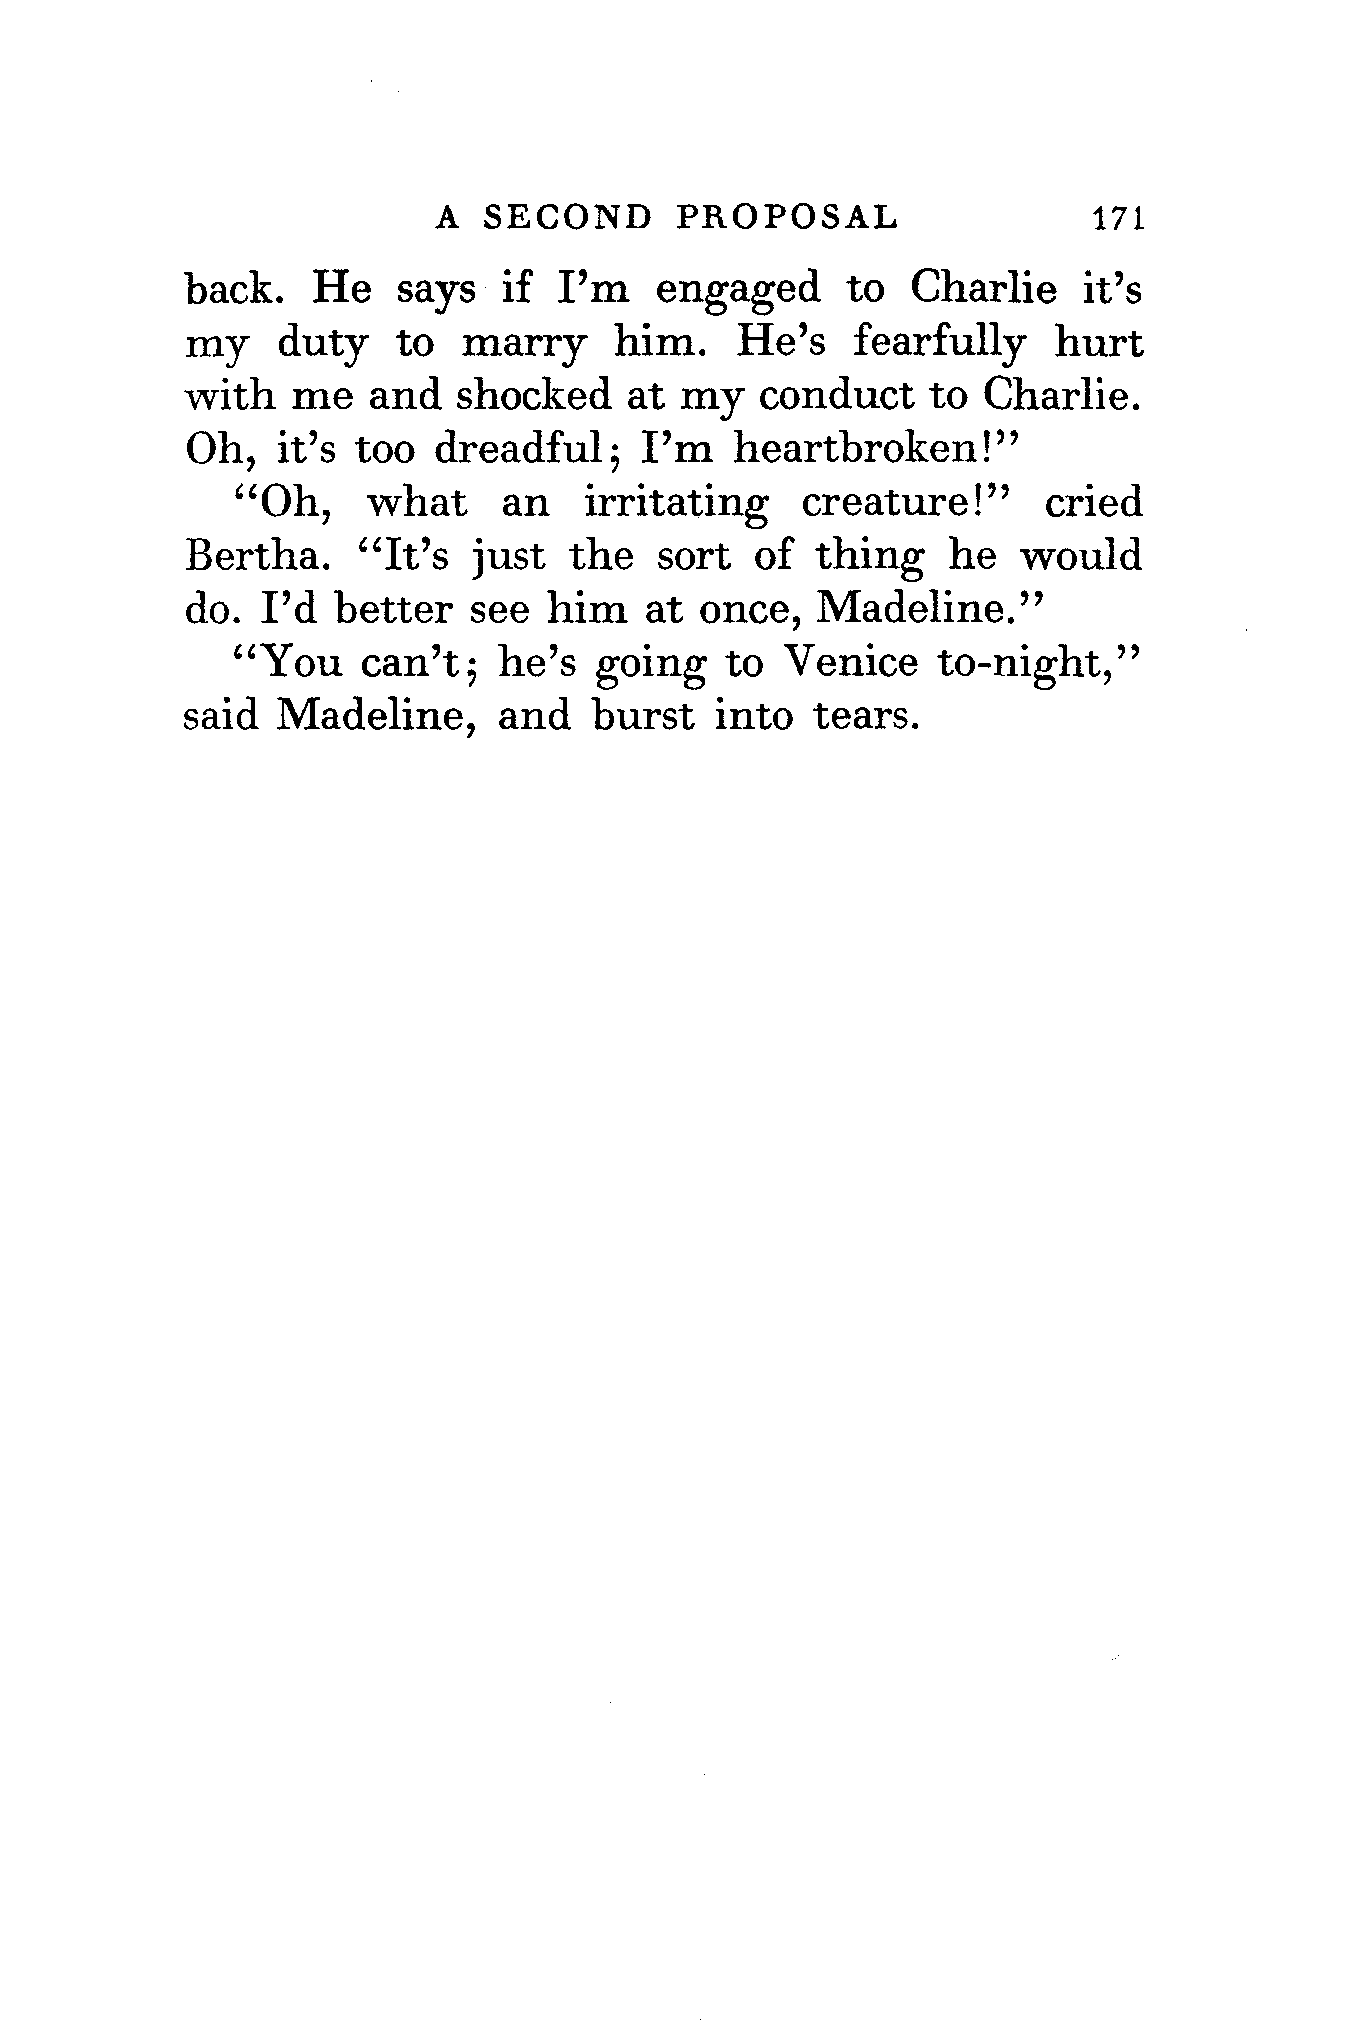 A SECOND PROPOSAL 171
back. He says if I'm engaged to Charlie it's
my duty to marry him. He's fearfully hurt
with me and shocked at my conduct to Charlie.
Oh, it's too dreadful; I'm heartbroken!"
"Oh, what an irritating creature!" cried
Bertha. "It's just the sort of thing he would
do. I'd better see him at once, Madeline."
"You can't; he's going to Venice to-night,"
said Madeline, and burst into tears.